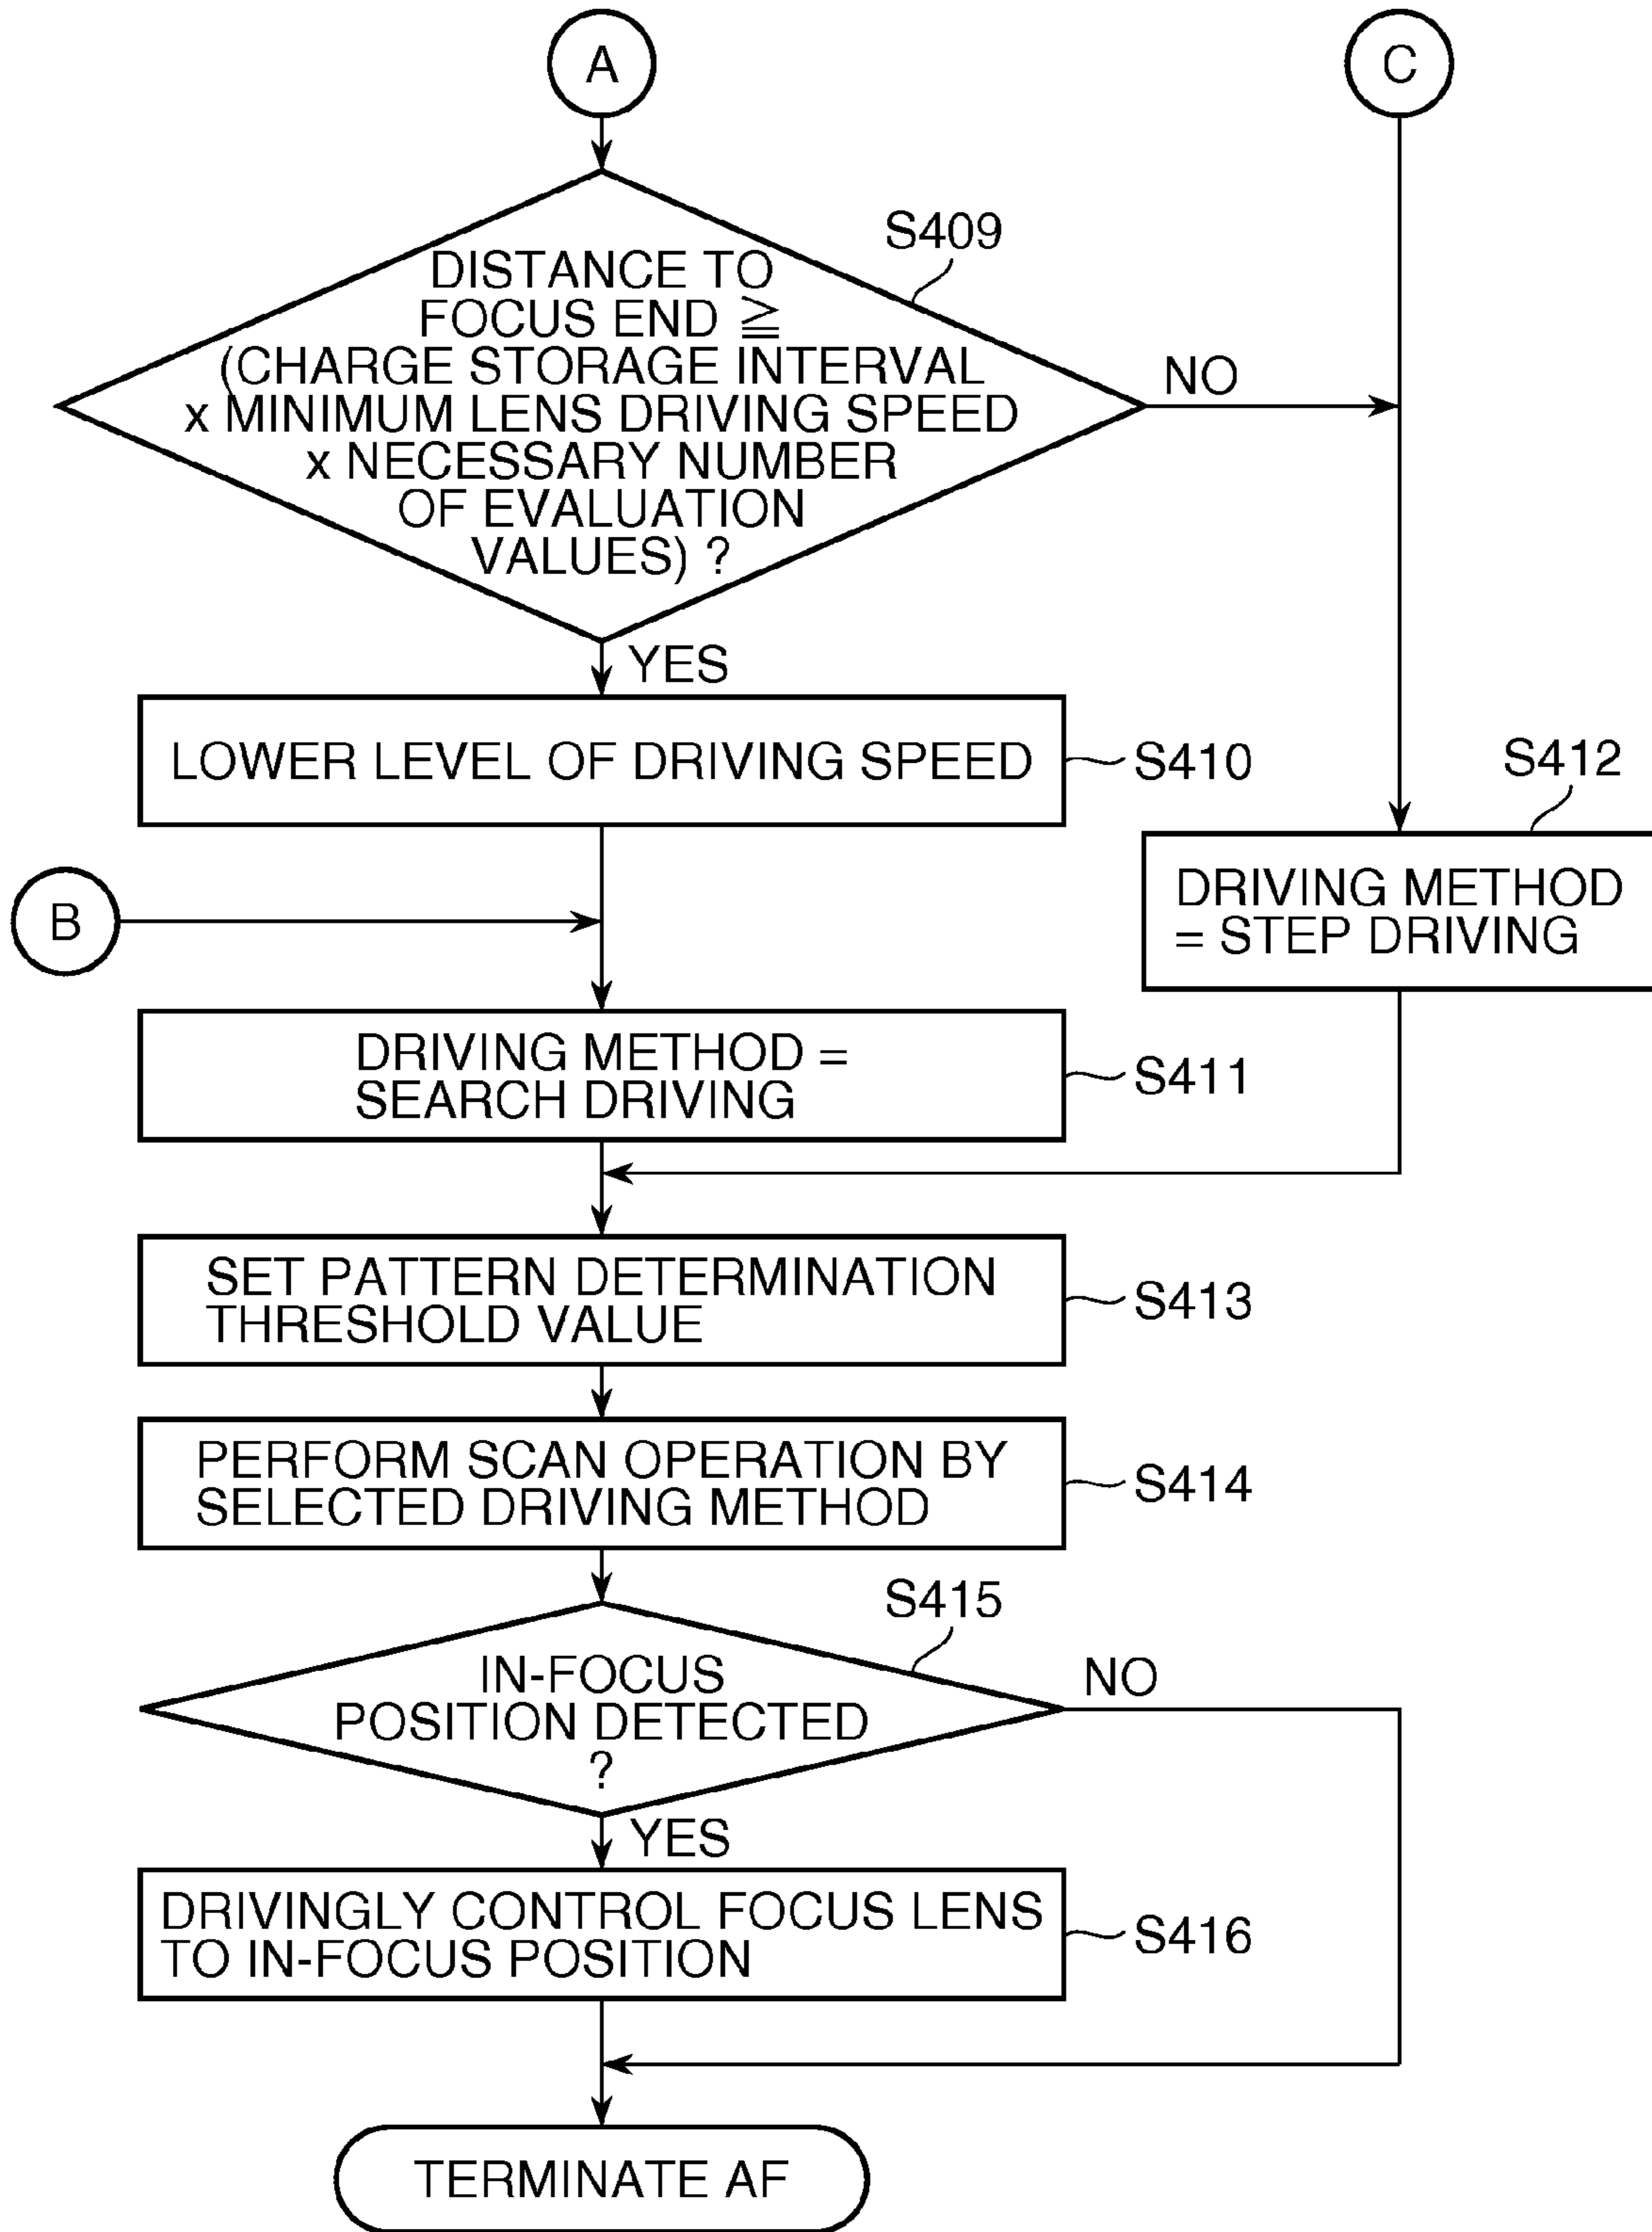 A
C
S409
DISTANCE TO
FOCUS END ≧
(CHARGE STORAGE INTERVAL
x MINIMUM LENS DRIVING SPEED
x NECESSARY NUMBER
OF EVALUATION
VALUES) ?
NO
YES
LOWER LEVEL OF DRIVING SPEED
S410
S412
DRIVING METHOD
= STEP DRIVING
B
DRIVING METHOD =
SEARCH DRIVING
S411
SET PATTERN DETERMINATION
THRESHOLD VALUE
S413
PERFORM SCAN OPERATION BY
SELECTED DRIVING METHOD
S414
S415
IN-FOCUS
POSITION DETECTED
?
NO
YES
DRIVINGLY CONTROL FOCUS LENS
TO IN-FOCUS POSITION
S416
TERMINATE AF